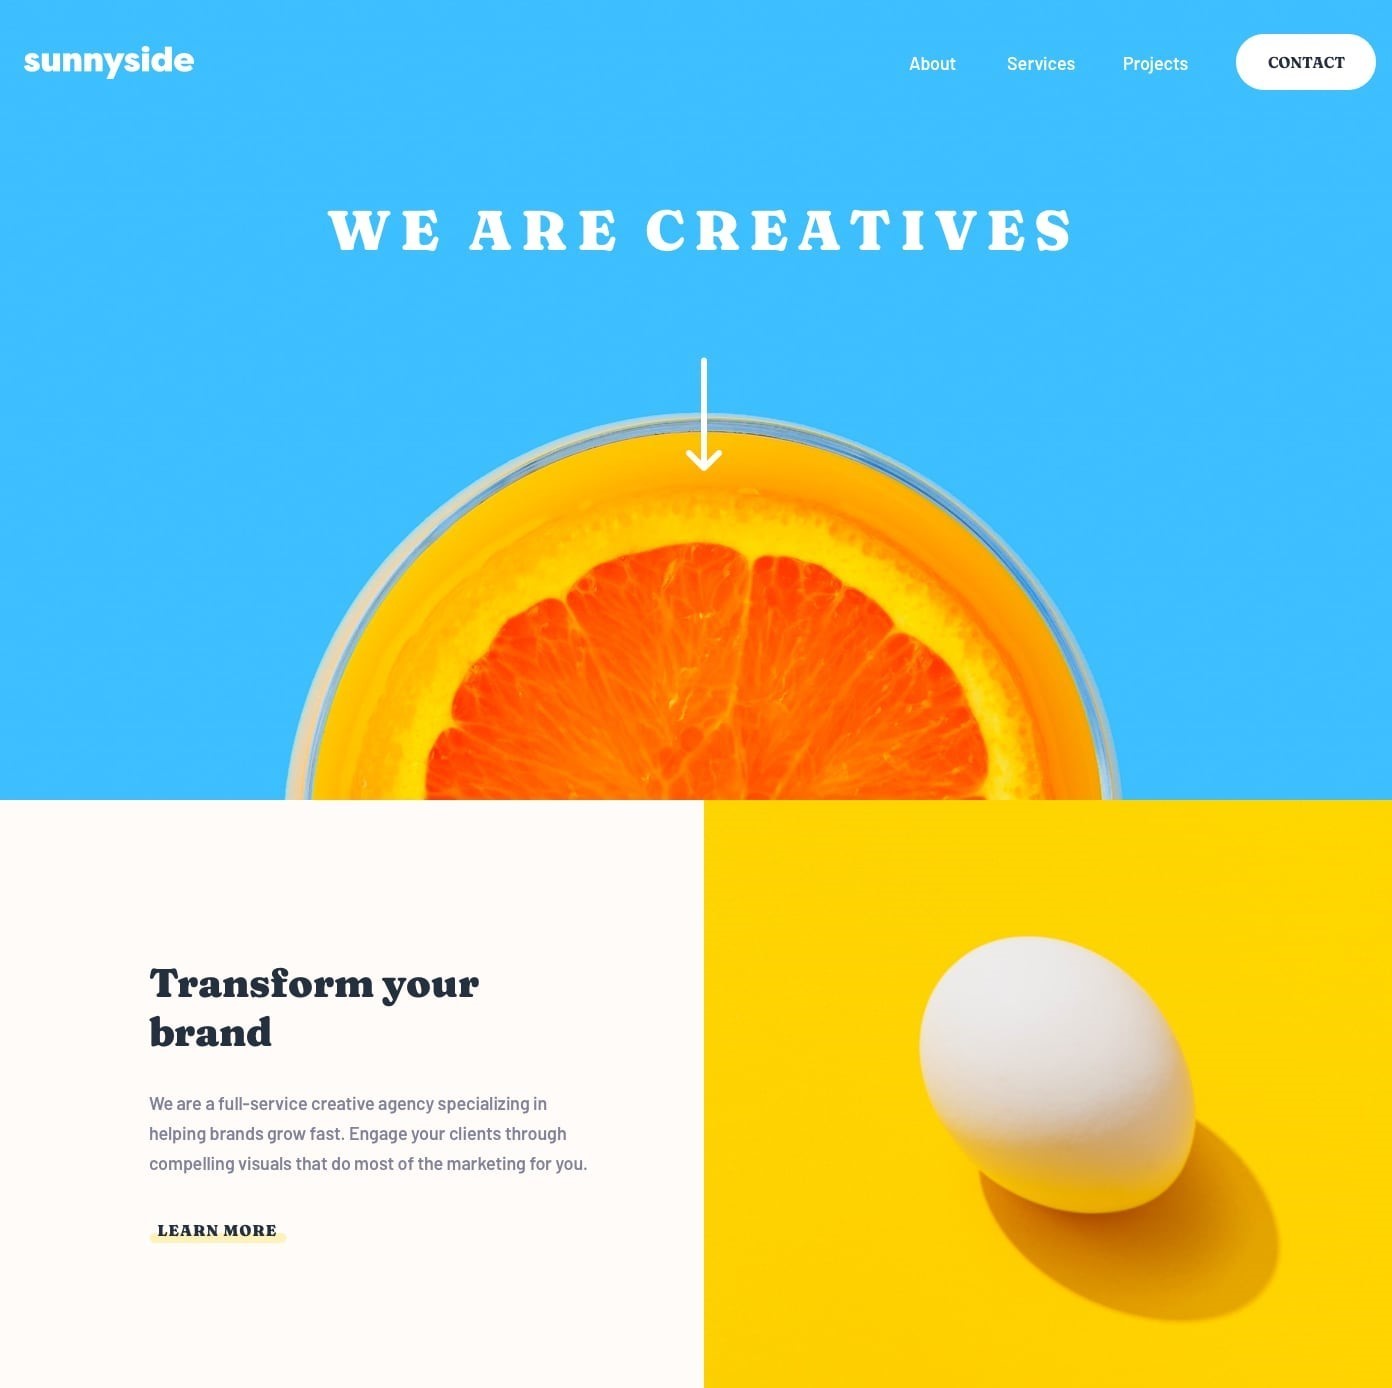 sunnyside
About Services Projects CONTACT
WE ARE CREATIVES
Transform your
brand
We are a full-service creative agency specializing in
helping brands grow fast. Engage your clients through
compelling visuals that do most of the marketing for you.
LEARN MORE